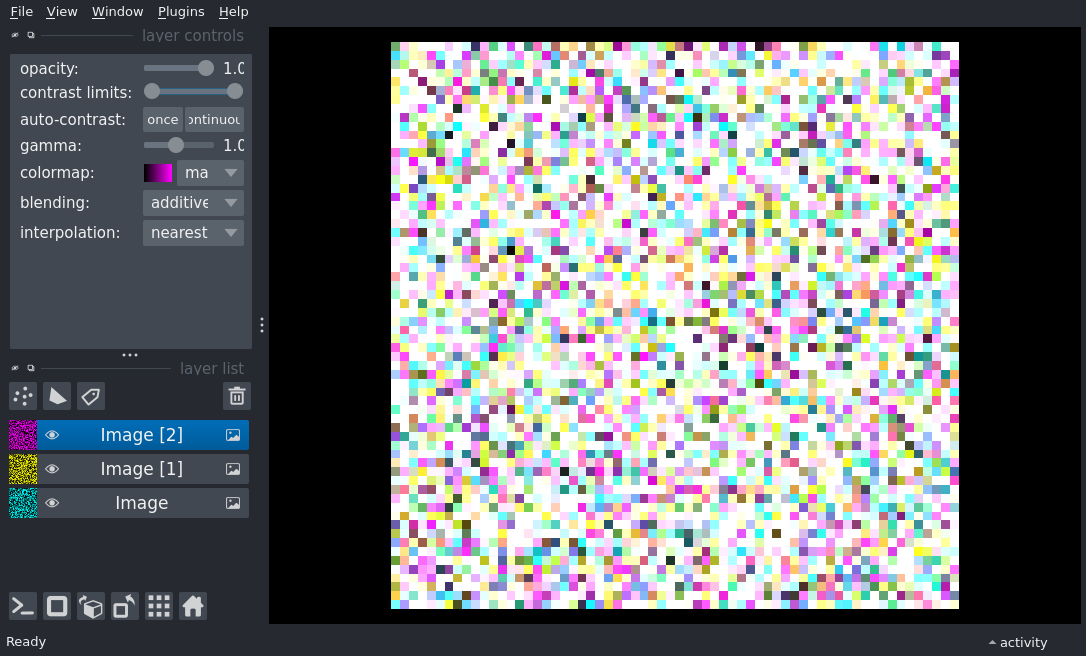 File View Window Plugins Help
layer controls
opacity: 1.0
contrast limits:
auto-contrast: once ontinuou
gamma: 1.0
colormap: ma
blending: additive
interpolation: nearest
layer list
Image [2]
Image [1]
Image
Ready
activity